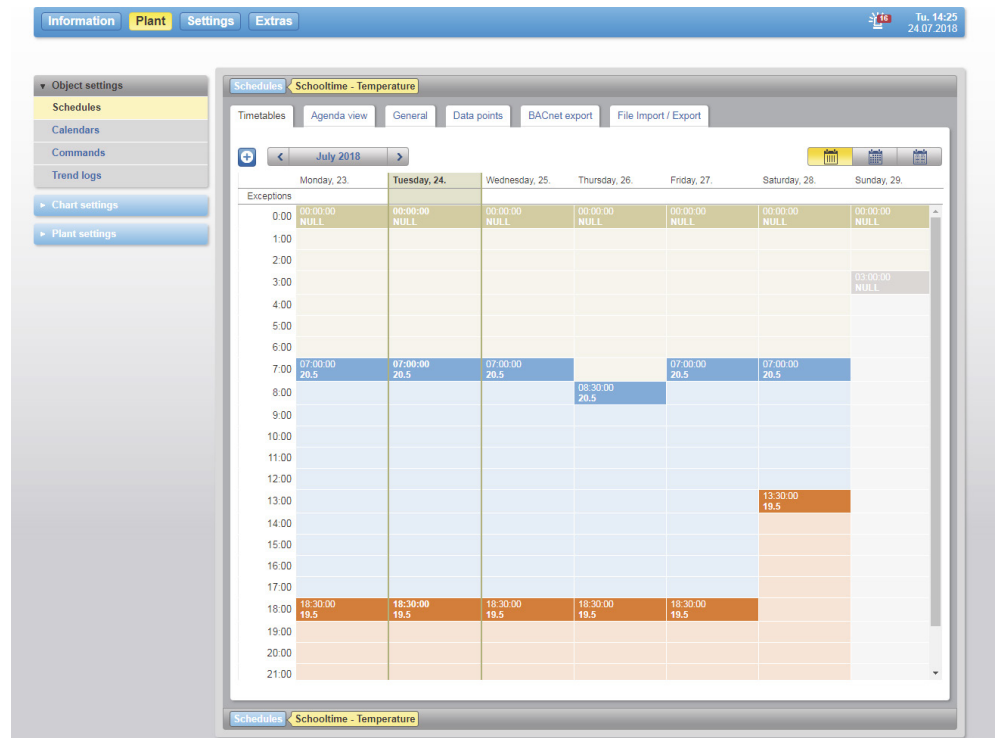 Information Plant Settings Extras 16 Tu. 14:25
24.07.2018
Object settings
Schedules
Calendars
Commands
Trend logs
Chart settings
Plant settings
Schedules Schooltime - Temperature
Timetables Agenda view General Data points BACnet export File Import / Export
July 2018
Monday, 23. Tuesday, 24. Wednesday, 25. Thursday, 26. Friday, 27. Saturday, 28. Sunday, 29.
Exceptions
0:00 00:00:00 00:00:00 00:00:00 00:00:00 00:00:00 00:00:00 00:00:00
NULL NULL NULL NULL NULL NULL NULL
1:00
2:00
3:00 03:00:00
NULL
4:00
5:00
6:00
7:00 07:00:00 07:00:00 07:00:00 07:00:00 07:00:00
20.5 20.5 20.5 20.5 20.5
8:00 08:30:00
20.5
9:00
10:00
11:00
12:00
13:00 13:30:00
19.5
14:00
15:00
16:00
17:00
18:00 18:30:00 18:30:00 18:30:00 18:30:00 18:30:00
19.5 19.5 19.5 19.5 19.5
19:00
20:00
21:00
Schedules Schooltime - Temperature